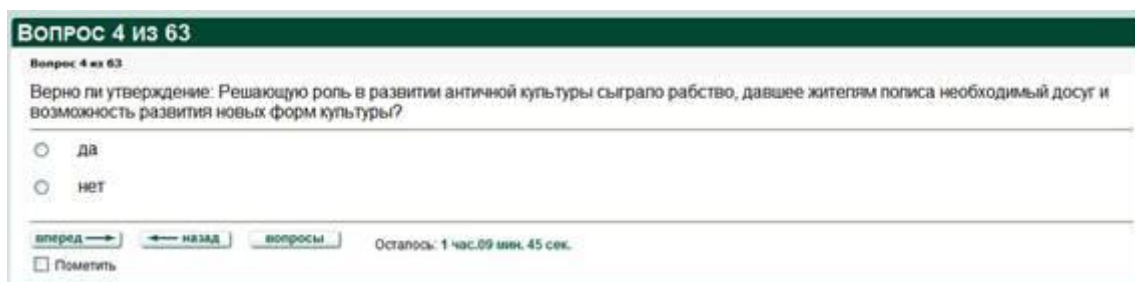 Вопрос 4 из 63
Вопрос 4 из 63
Верно ли утверждение: Решающую роль в развитии античной культуры сыграло рабство, давшее жителям полиса необходимый досуг и
возможность развития новых форм культуры?
да
нет
вперед назад вопросы Осталось: 1 час.09 мин. 45 сек.
Пометить